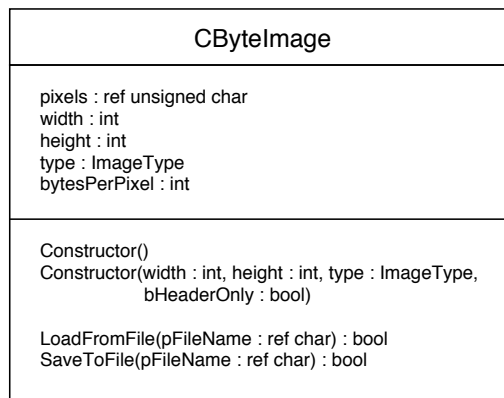 CByteImage
pixels : ref unsigned char
width : int
height : int
type : ImageType
bytesPerPixel : int
Constructor()
Constructor(width : int, height : int, type : ImageType,
bHeaderOnly : bool)
LoadFromFile(pFileName : ref char) : bool
SaveToFile(pFileName : ref char) : bool